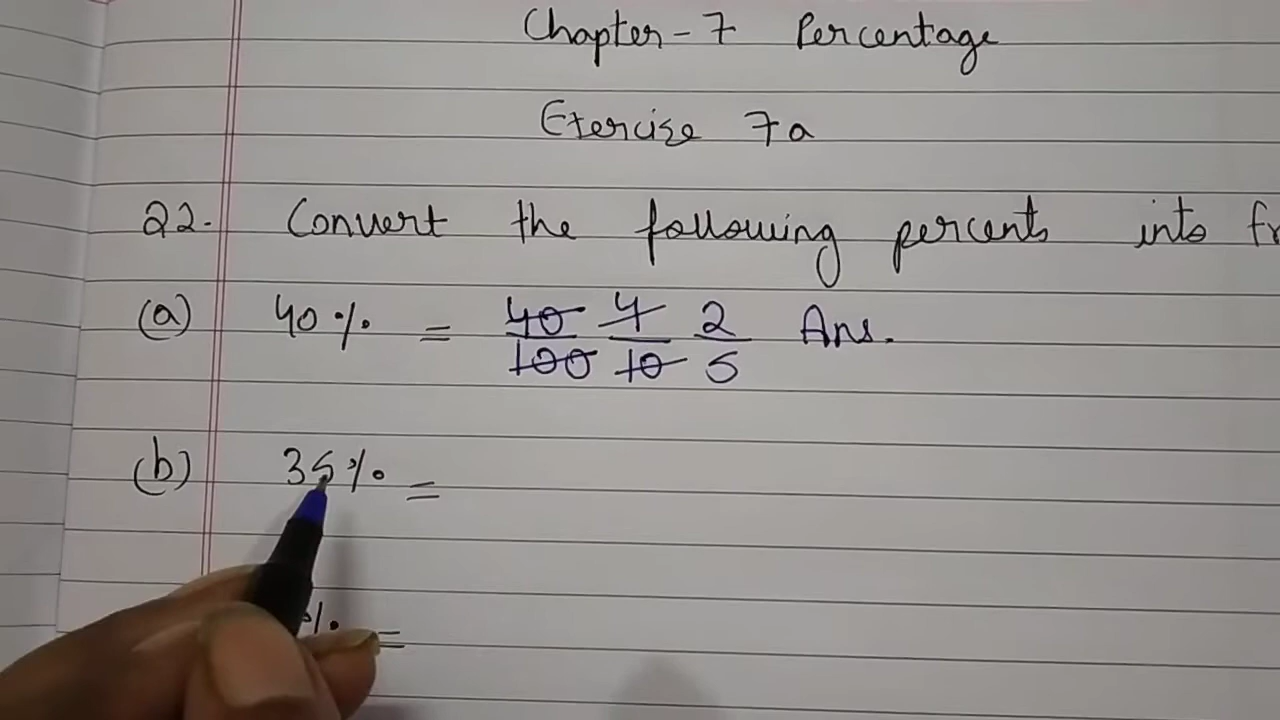 Chapter-7 Percentage
Exercise 7a
22. Convert the following percents into
(a) 40% = 40/100 4/10 2/5 Ans.
(b) 35% =
% =